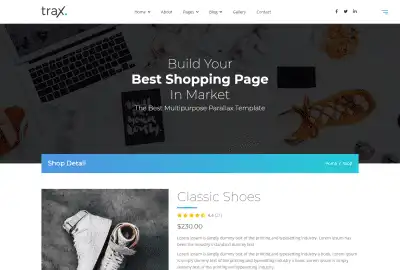 trax.
Home About Pages Blog Gallery Contact
Build Your
Best Shopping Page
In Market
The Best Multipurpose Parallax Template
Shop Detail
Home Shop
Classic Shoes
$230.00
Lorem Ipsum is simply dummy text of the printing and typesetting industry. Lorem Ipsum has
been the industry's standard dummy text
Lorem Ipsum is simply dummy text of the printing and typesetting industry. Lorem Ipsum is simply
dummy text of the printing and typesetting industry. Lorem Ipsum is simply
dummy text of the printing and typesetting industry.